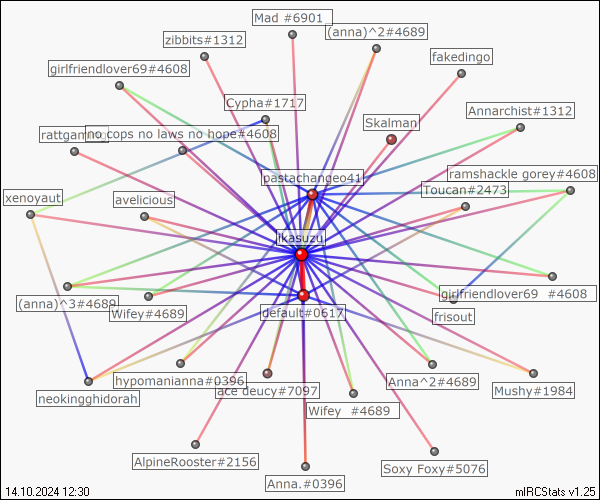 Mad #6901
(anna)^2#4689
zibbits#1312
fakedingo
girlfriendlover69#4608
Cypha#1717
Annarchist#1312
Skalman
no cops no laws no hope#4608
pastachangeo41
ramshackle gorey#4608
Toucan#2473
xenoyaut
avelicious
ikasuzu
(anna)^3#4689
Wifey#4689
girlfriendlover69 #4608
default#0617
frisout
hypomanianna#0396
ace deucy#7097
Anna^2#4689
Mushy#1984
neokingghidorah
Wifey #4689
AlpineRooster#2156
Anna.#0396
Soxy Foxy#5076
14.10.2024 12:30
mIRCStats v1.25